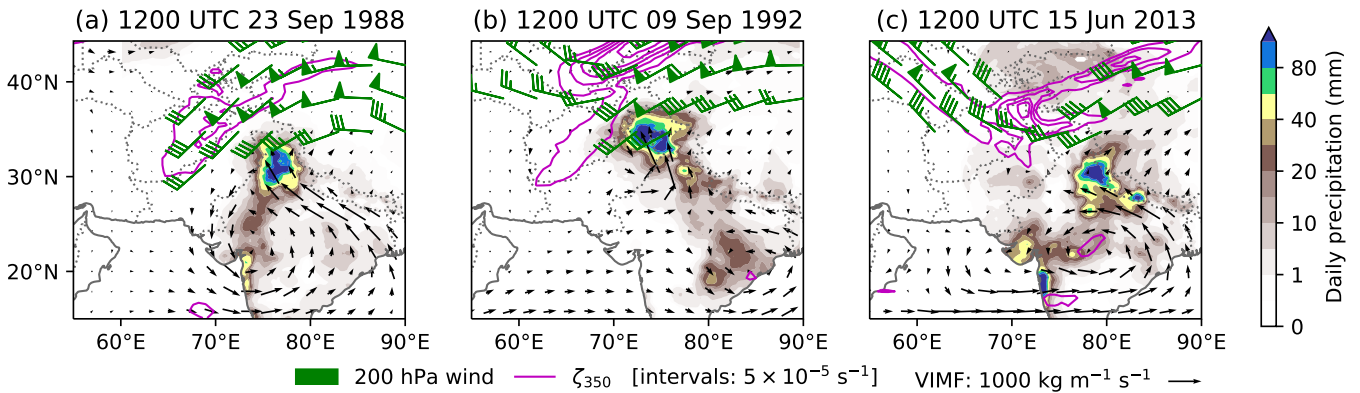 (a) 1200 UTC 23 Sep 1988
(b) 1200 UTC 09 Sep 1992
(c) 1200 UTC 15 Jun 2013
40°N
30°N
20°N
60°E 70°E 80°E 90°E
60°E 70°E 80°E 90°E
60°E 70°E 80°E 90°E
80
40
20
10
1
0
Daily precipitation (mm)
200 hPa wind
ζ₃₅₀ [intervals: 5 × 10⁻⁵ s⁻¹]
VIMF: 1000 kg m⁻¹ s⁻¹